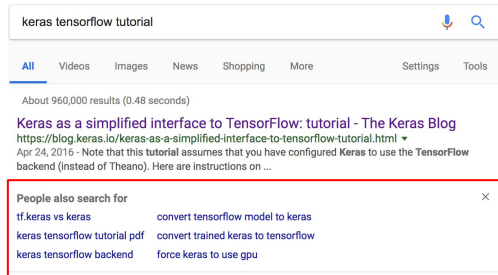 keras tensorflow tutorial
All Videos Images News Shopping More Settings Tools
About 960,000 results (0.48 seconds)
Keras as a simplified interface to TensorFlow: tutorial - The Keras Blog
https://blog.keras.io/keras-as-a-simplified-interface-to-tensorflow-tutorial.html
Apr 24, 2016 - Note that this tutorial assumes that you have configured Keras to use the TensorFlow
backend (instead of Theano). Here are instructions on ...
People also search for
tf.keras vs keras convert tensorflow model to keras
keras tensorflow tutorial pdf convert trained keras to tensorflow
keras tensorflow backend force keras to use gpu